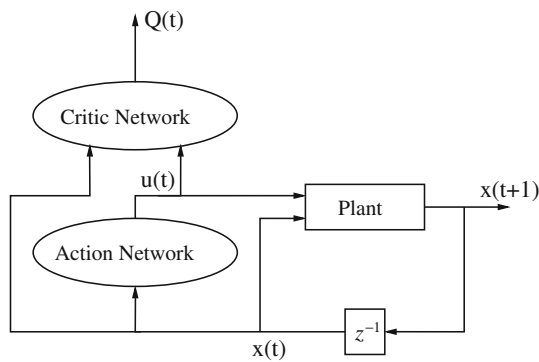 Q(t)
Critic Network
u(t)
Plant
x(t+1)
Action Network
x(t)
z⁻¹